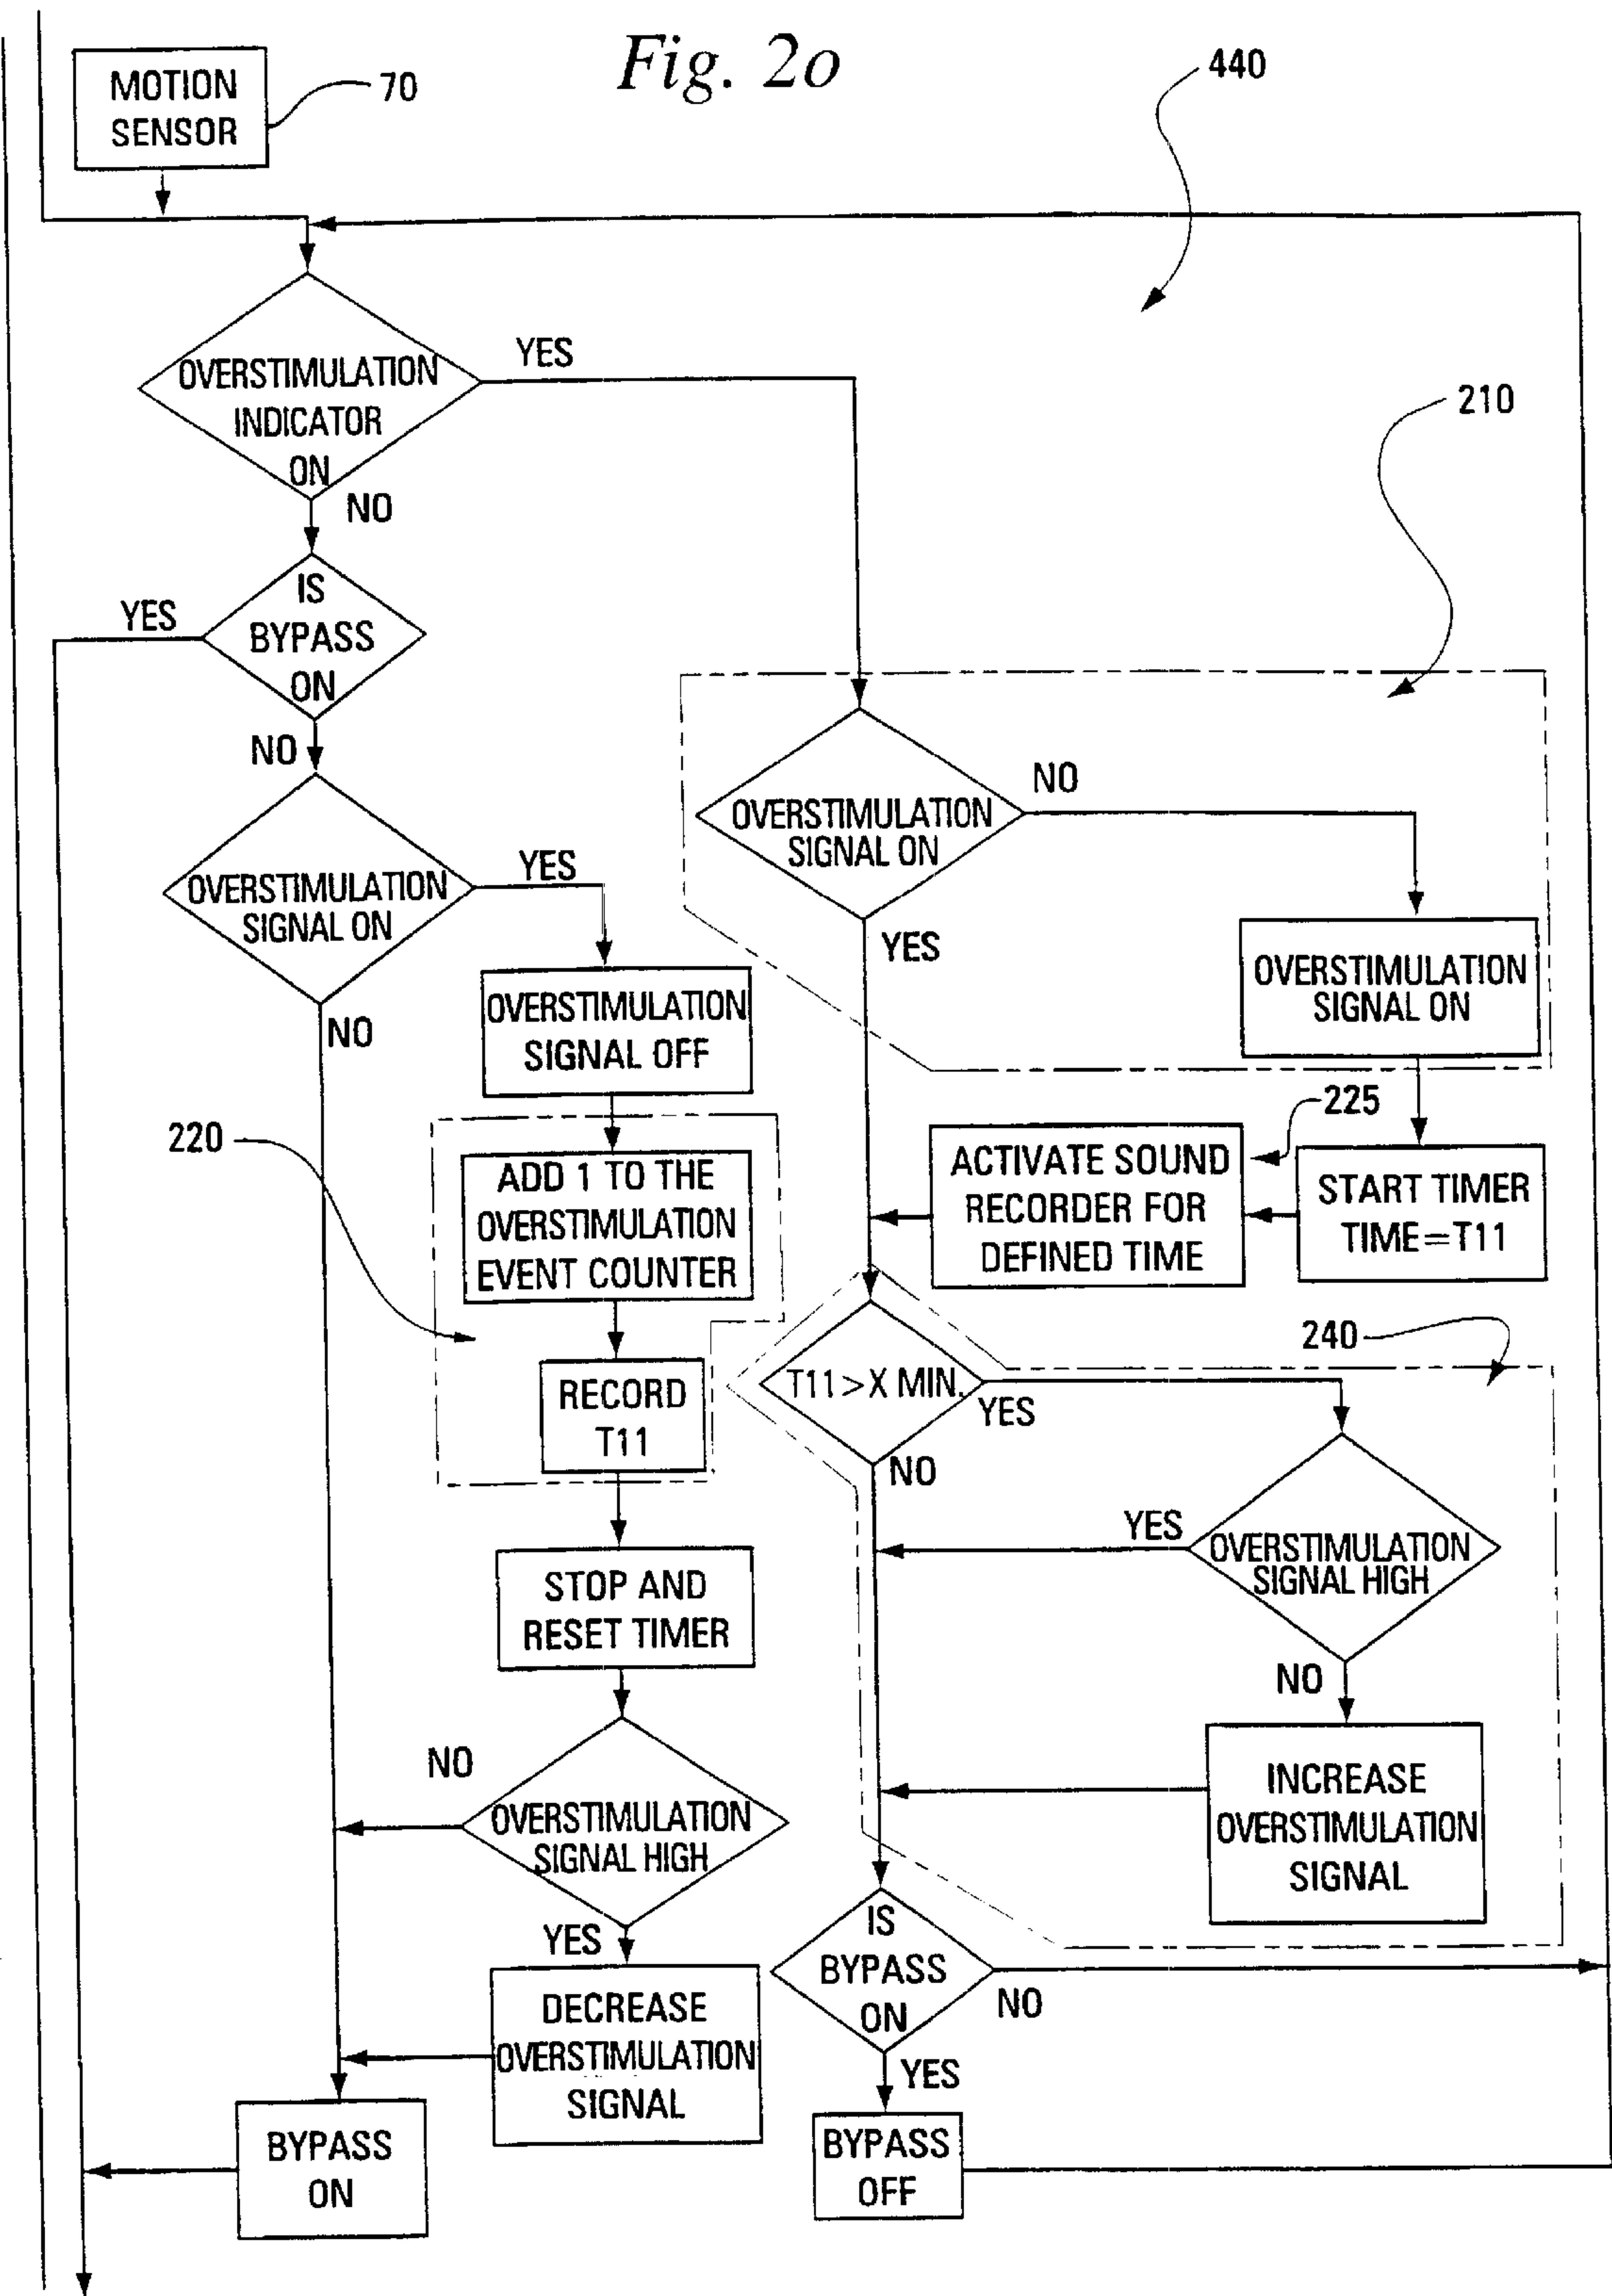 Fig. 2o
MOTION
SENSOR
70
440
OVERSTIMULATION
INDICATOR
ON
YES
NO
210
IS
BYPASS
ON
YES
NO
OVERSTIMULATION
SIGNAL ON
NO
YES
OVERSTIMULATION
SIGNAL ON
YES
NO
OVERSTIMULATION
SIGNAL ON
OVERSTIMULATION
SIGNAL OFF
220
ADD 1 TO THE
OVERSTIMULATION
EVENT COUNTER
225
ACTIVATE SOUND
RECORDER FOR
DEFINED TIME
START TIMER
TIME=T11
240
RECORD
T11
T11>X MIN.
YES
NO
STOP AND
RESET TIMER
YES
OVERSTIMULATION
SIGNAL HIGH
NO
NO
OVERSTIMULATION
SIGNAL HIGH
YES
INCREASE
OVERSTIMULATION
SIGNAL
DECREASE
OVERSTIMULATION
SIGNAL
IS
BYPASS
ON
NO
YES
BYPASS
ON
BYPASS
OFF